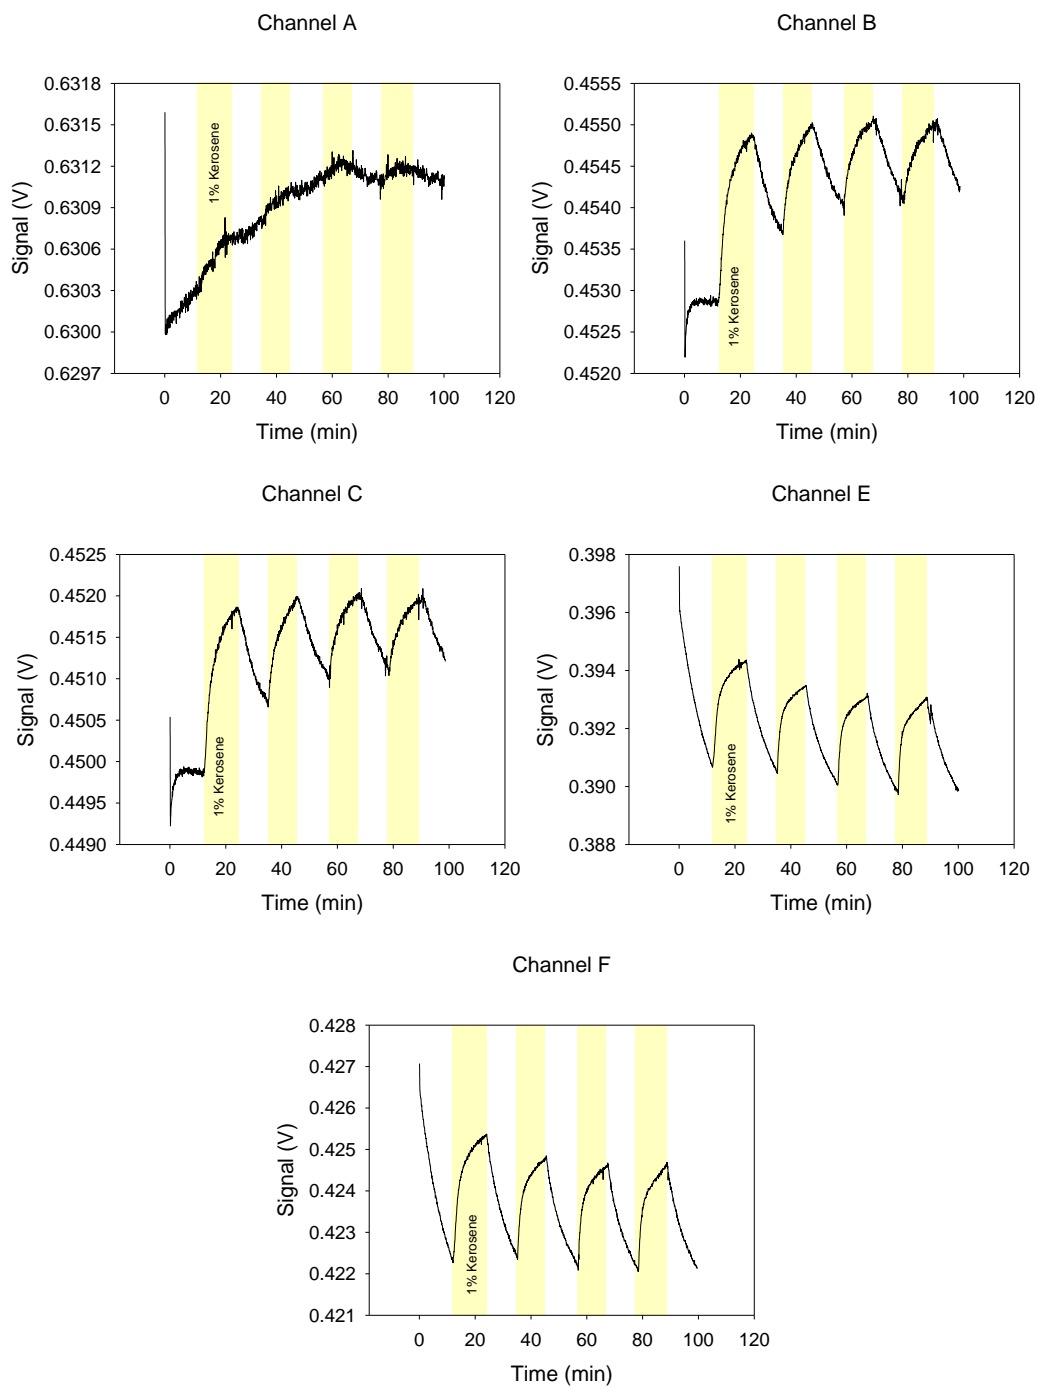 Channel A
0.6318
0.6315
0.6312
0.6309
0.6306
0.6303
0.6300
0.6297
Signal (V)
1% Kerosene
0 20 40 60 80 100 120
Time (min)
Channel B
0.4555
0.4550
0.4545
0.4540
0.4535
0.4530
0.4525
0.4520
Signal (V)
1% Kerosene
0 20 40 60 80 100 120
Time (min)
Channel C
0.4525
0.4520
0.4515
0.4510
0.4505
0.4500
0.4495
0.4490
Signal (V)
1% Kerosene
0 20 40 60 80 100 120
Time (min)
Channel E
0.398
0.396
0.394
0.392
0.390
0.388
Signal (V)
1% Kerosene
0 20 40 60 80 100 120
Time (min)
Channel F
0.428
0.427
0.426
0.425
0.424
0.423
0.422
0.421
Signal (V)
1% Kerosene
0 20 40 60 80 100 120
Time (min)